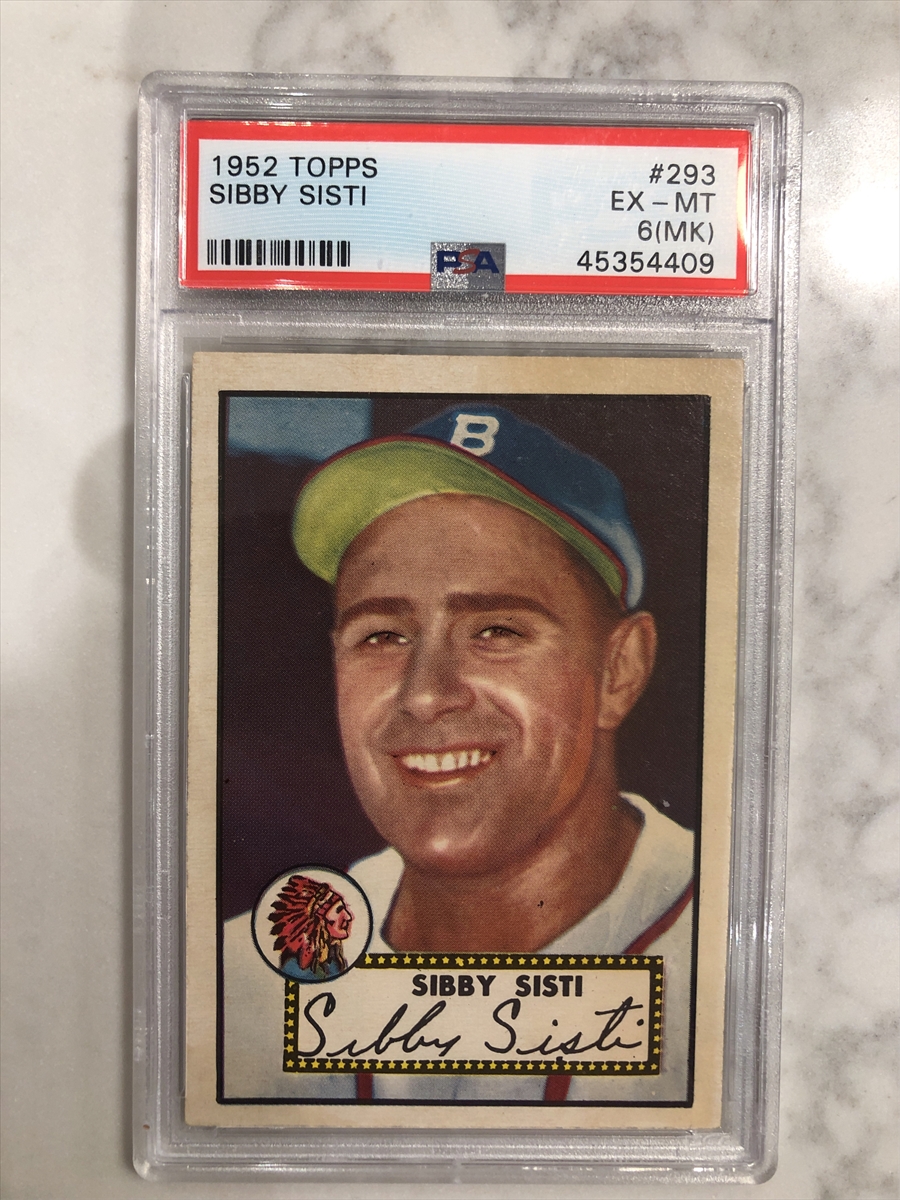 1952 TOPPS
SIBBY SISTI
#293
EX – MT
6(MK)
45354409
PSA
B
SIBBY SISTI
Sibby Sisti